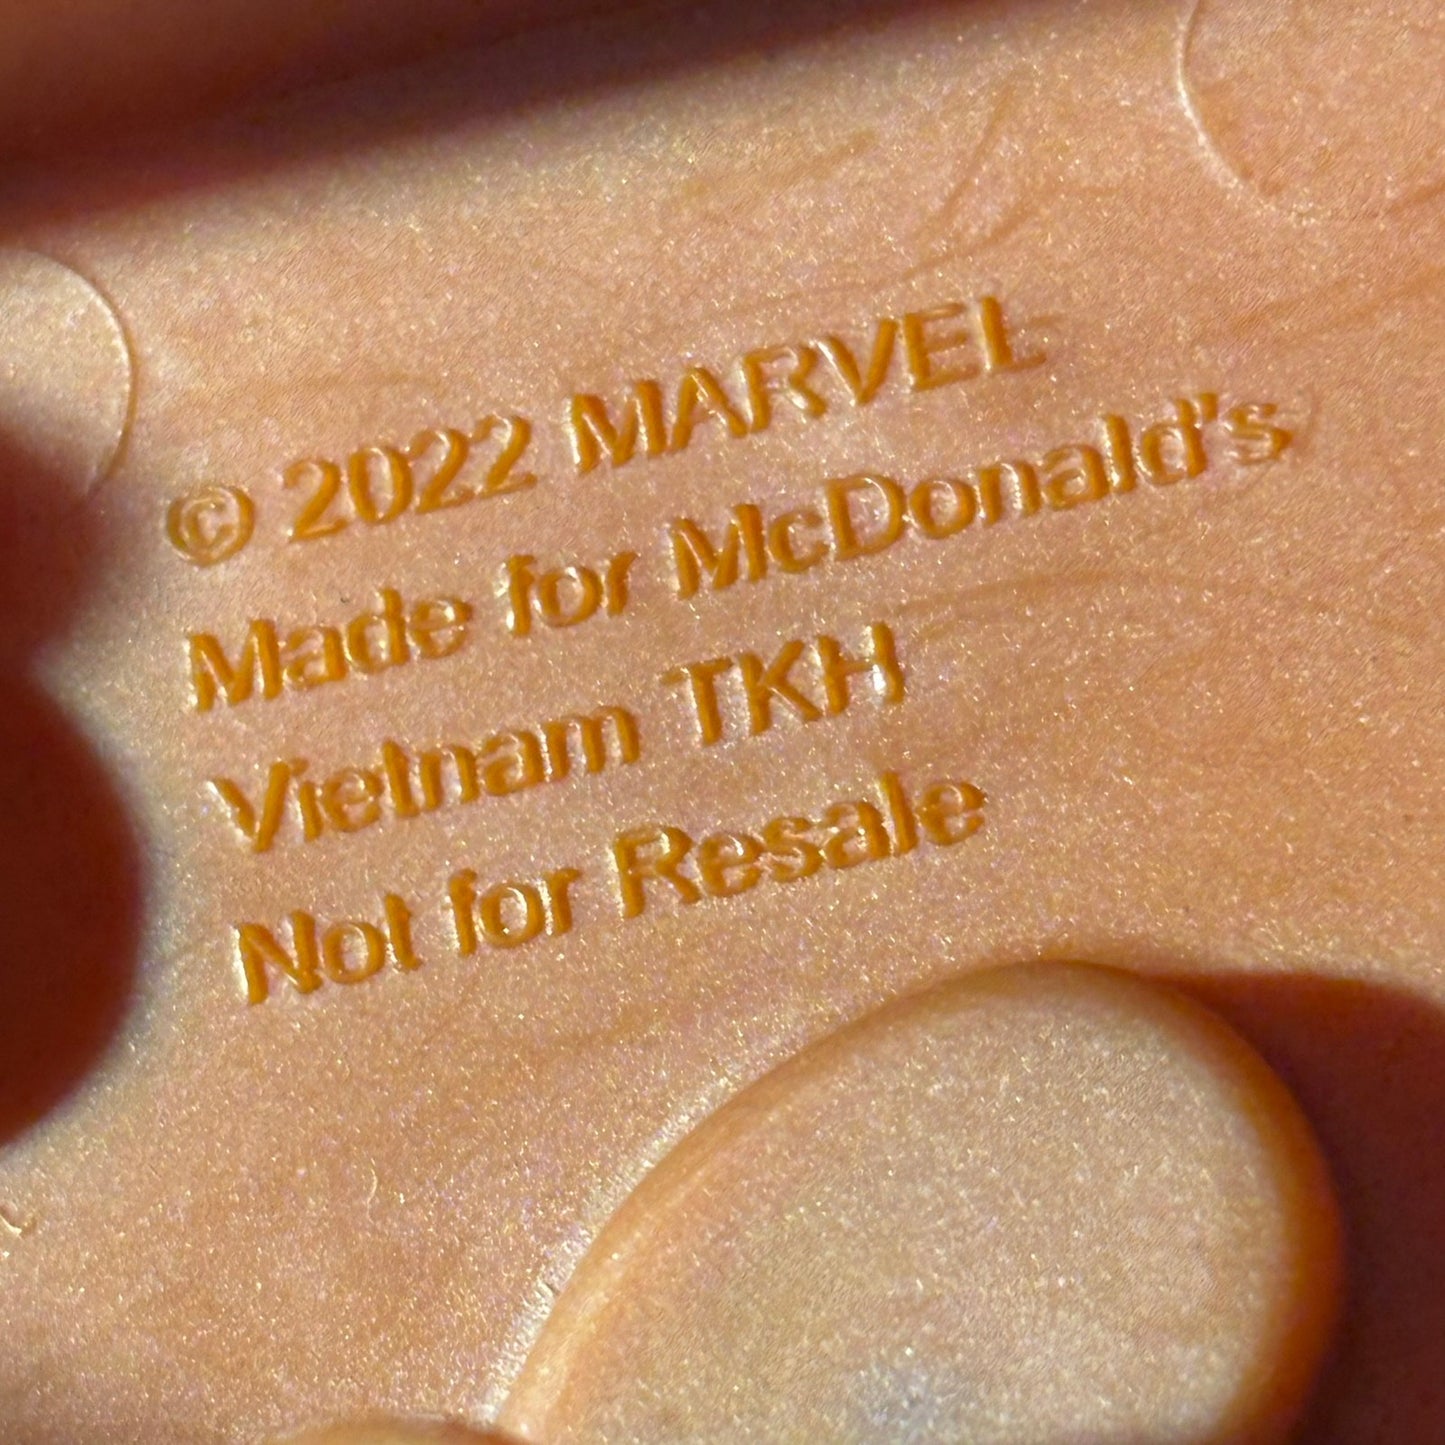 © 2022 MARVEL
Made for McDonald's
Vietnam TKH
Not for Resale